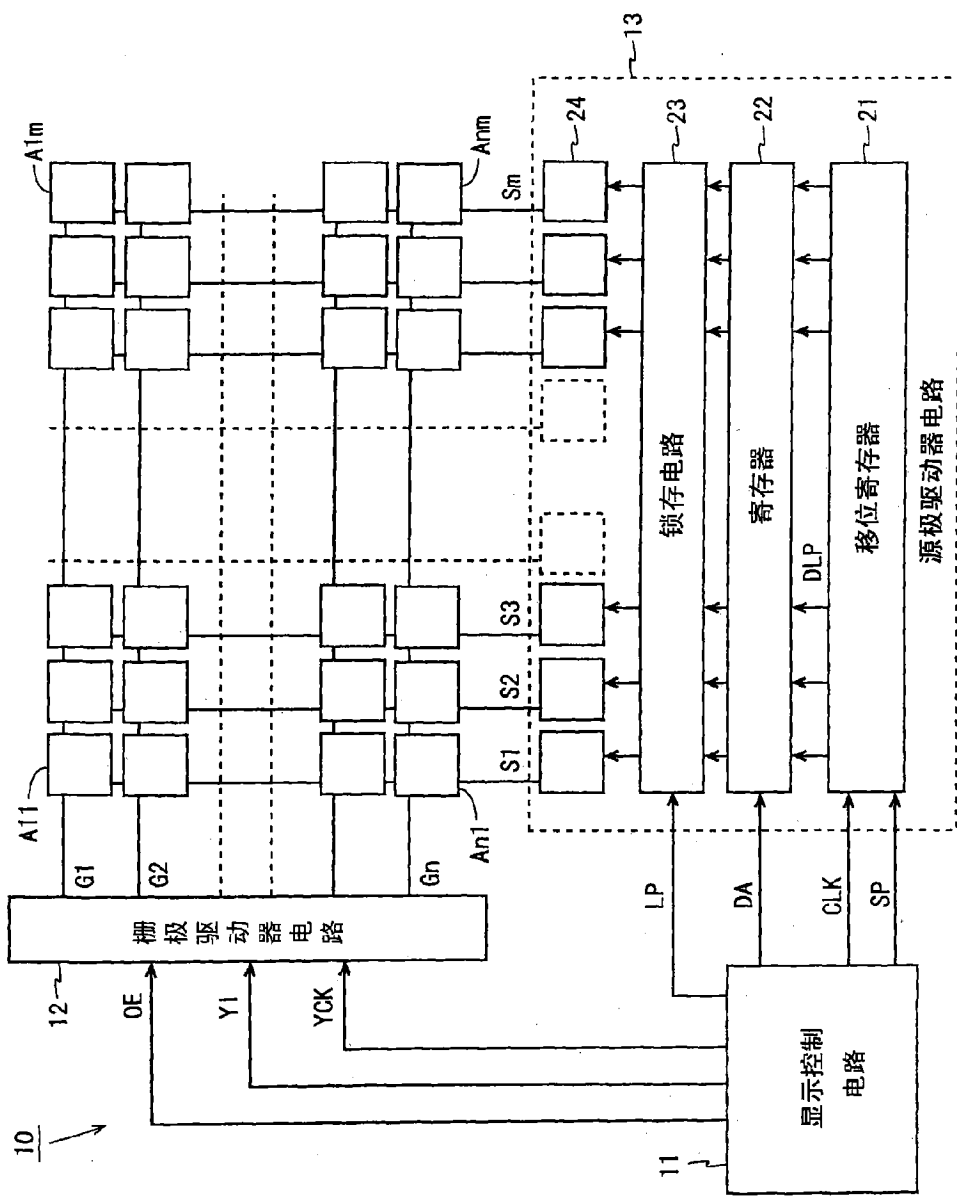 10
12
栅极驱动器电路
OE
YI
YCK
G1
G2
Gn
A11
A1m
An1
Anm
S1
S2
S3
Sm
13
24
锁存电路
23
寄存器
22
DLP
移位寄存器
21
源极驱动器电路
LP
DA
CLK
SP
显示控制
电路
11